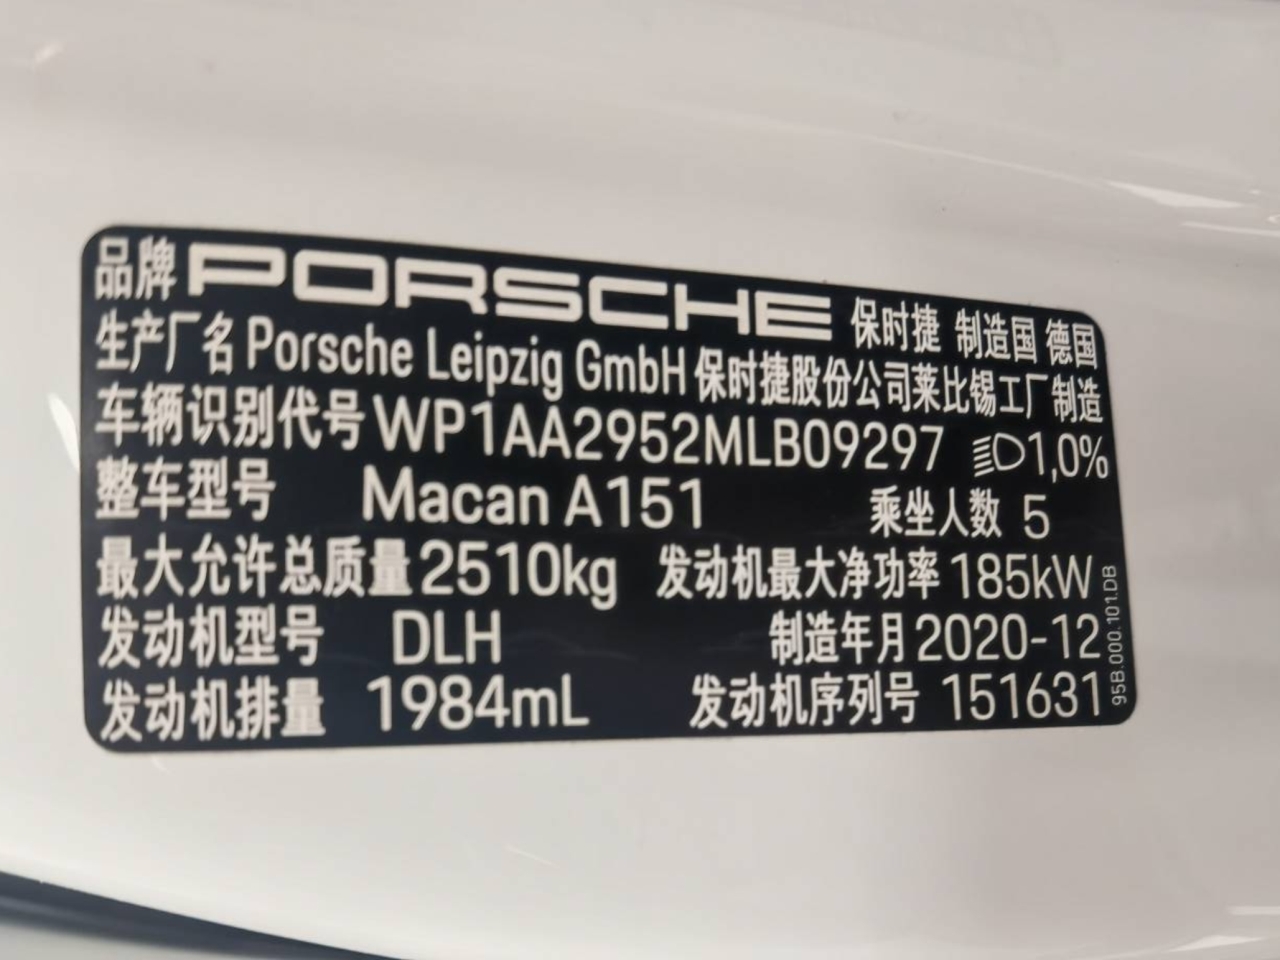 品牌 PORSCHE 保时捷 制造国 德国
生产厂名 Porsche Leipzig GmbH 保时捷股份公司莱比锡工厂制造
车辆识别代号 WP1AA2952MLB09297 1,0%
整车型号 Macan A151 乘坐人数 5
最大允许总质量 2510kg 发动机最大净功率 185kW
发动机型号 DLH 制造年月 2020-12
发动机排量 1984mL 发动机序列号 151631
95B.000.101.DB